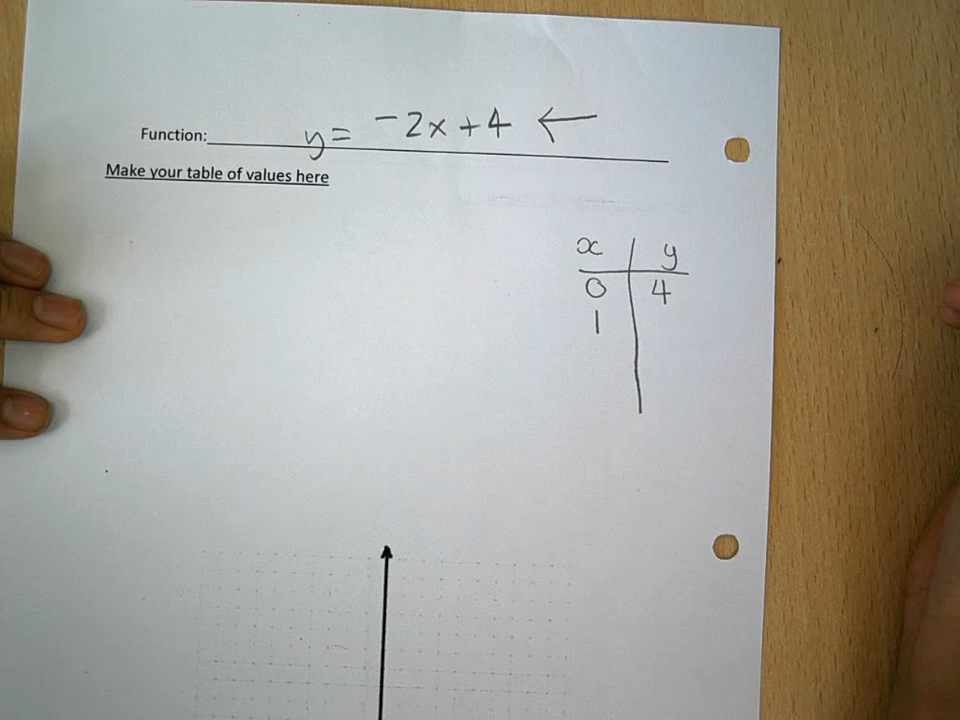 Function: y = -2x+4 ←
Make your table of values here
x | y
0 | 4
1 |